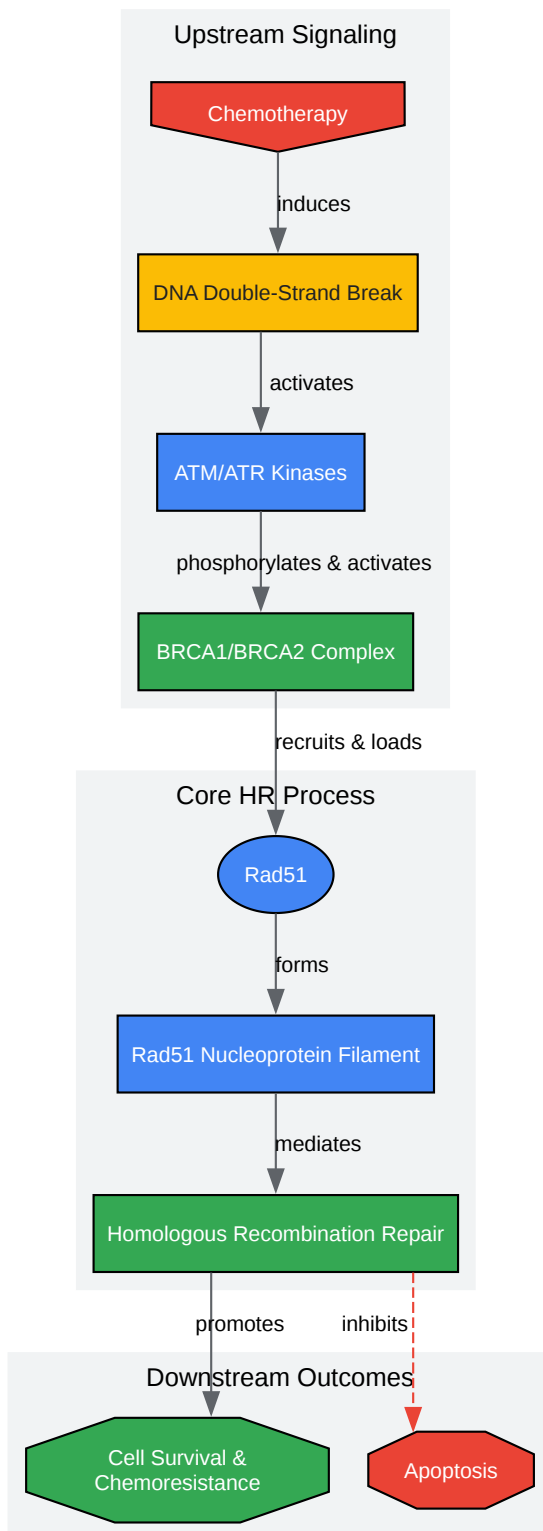 Upstream Signaling
Chemotherapy
induces
DNA Double-Strand Break
activates
ATM/ATR Kinases
phosphorylates & activates
BRCA1/BRCA2 Complex
recruits & loads
Core HR Process
Rad51
forms
Rad51 Nucleoprotein Filament
mediates
Homologous Recombination Repair
promotes
inhibits
Downstream Outcomes
Cell Survival &
Chemoresistance
Apoptosis